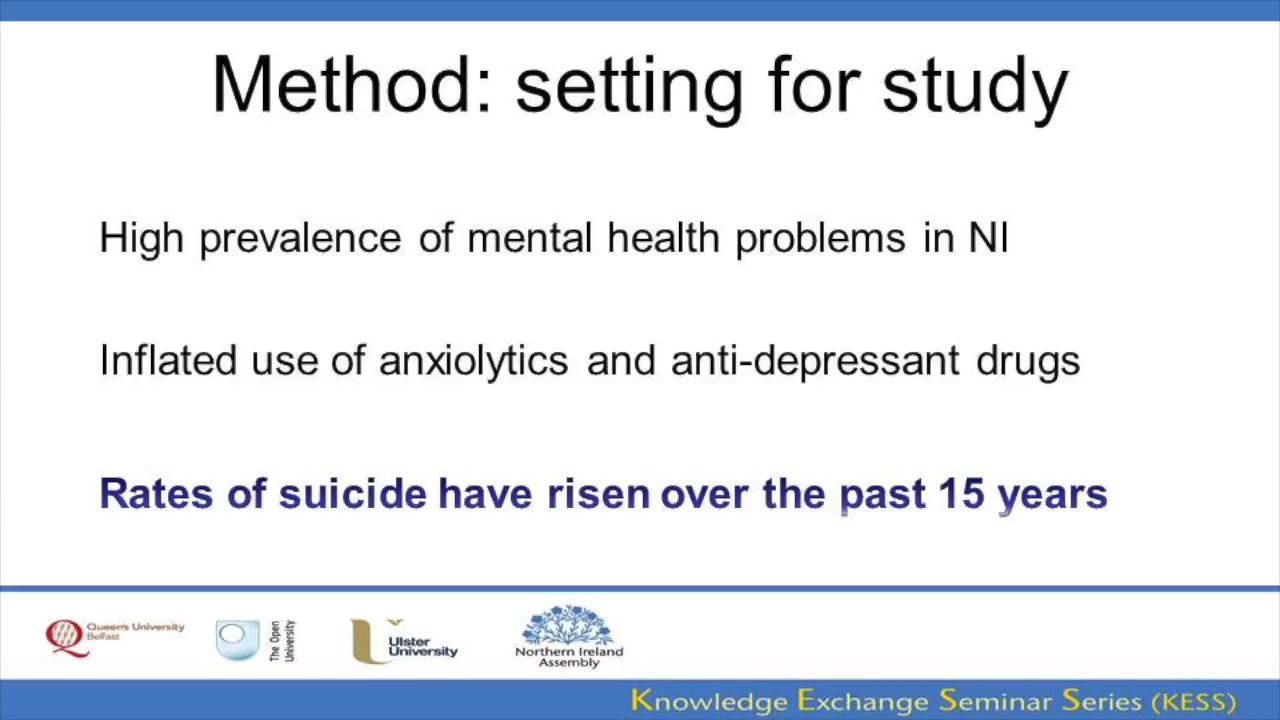 Method: setting for study
High prevalence of mental health problems in NI
Inflated use of anxiolytics and anti-depressant drugs
Rates of suicide have risen over the past 15 years
Queen's University
Belfast
The Open
University
Ulster
University
Northern Ireland
Assembly
Knowledge Exchange Seminar Series (KESS)